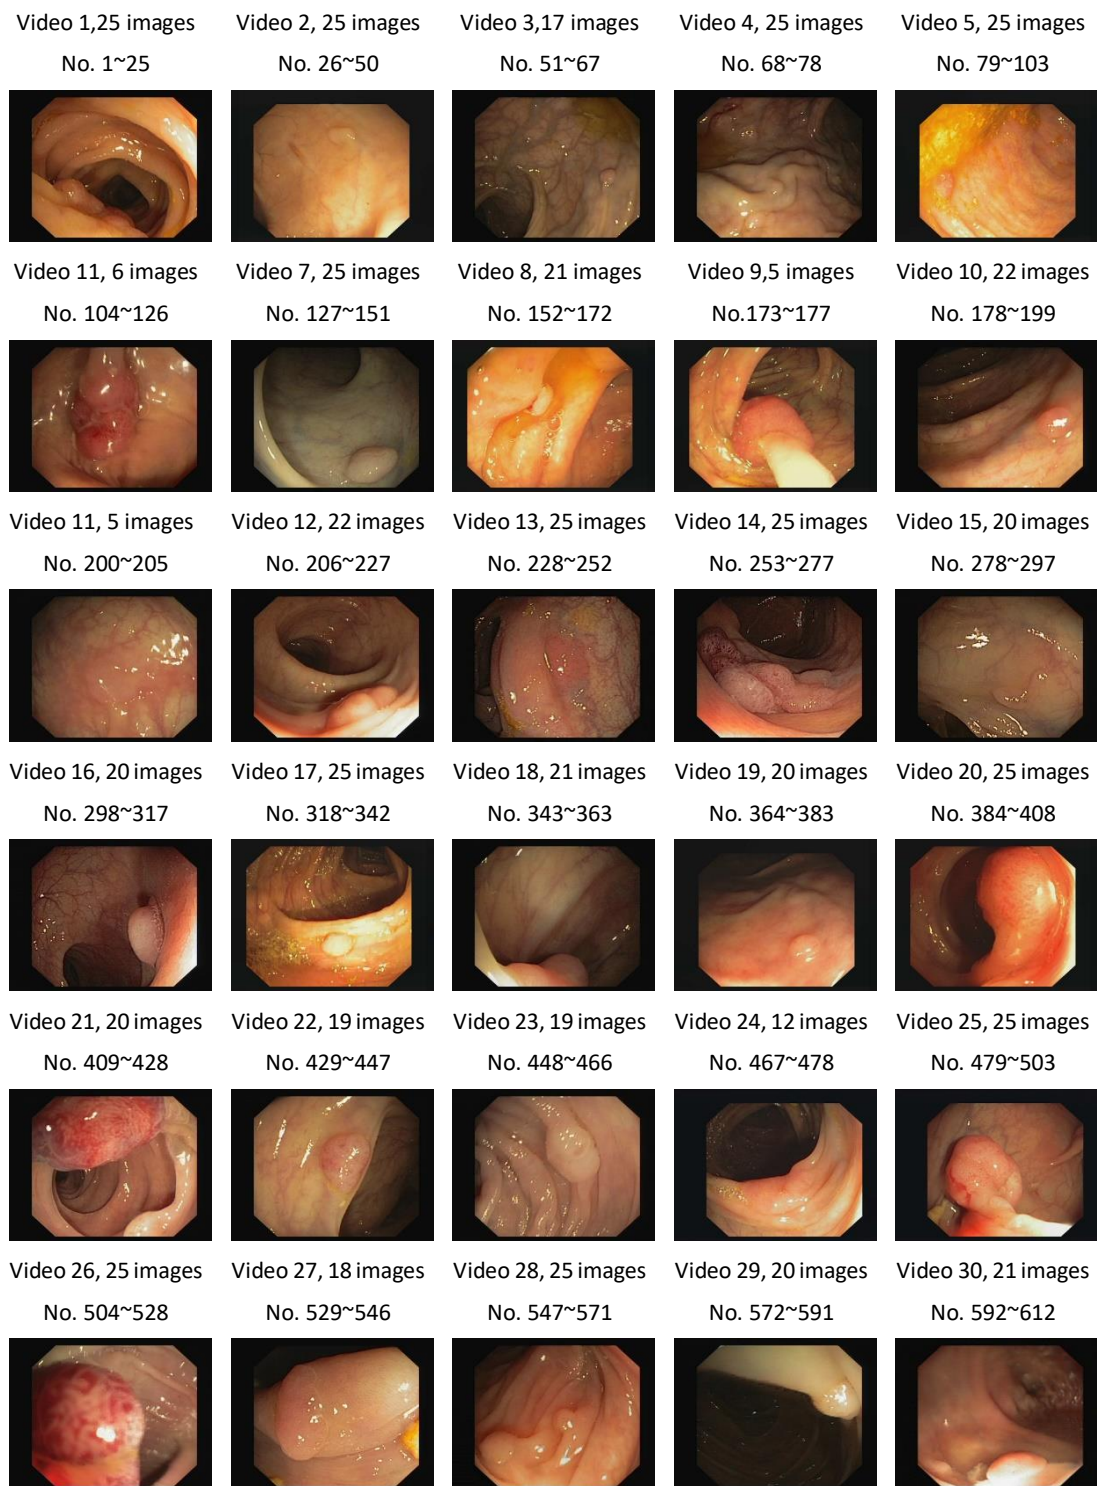 Video 1,25 images Video 2, 25 images Video 3,17 images Video 4, 25 images Video 5, 25 images
No. 1~25 No. 26~50 No. 51~67 No. 68~78 No. 79~103
Video 11, 6 images Video 7, 25 images Video 8, 21 images Video 9,5 images Video 10, 22 images
No. 104~126 No. 127~151 No. 152~172 No.173~177 No. 178~199
Video 11, 5 images Video 12, 22 images Video 13, 25 images Video 14, 25 images Video 15, 20 images
No. 200~205 No. 206~227 No. 228~252 No. 253~277 No. 278~297
Video 16, 20 images Video 17, 25 images Video 18, 21 images Video 19, 20 images Video 20, 25 images
No. 298~317 No. 318~342 No. 343~363 No. 364~383 No. 384~408
Video 21, 20 images Video 22, 19 images Video 23, 19 images Video 24, 12 images Video 25, 25 images
No. 409~428 No. 429~447 No. 448~466 No. 467~478 No. 479~503
Video 26, 25 images Video 27, 18 images Video 28, 25 images Video 29, 20 images Video 30, 21 images
No. 504~528 No. 529~546 No. 547~571 No. 572~591 No. 592~612